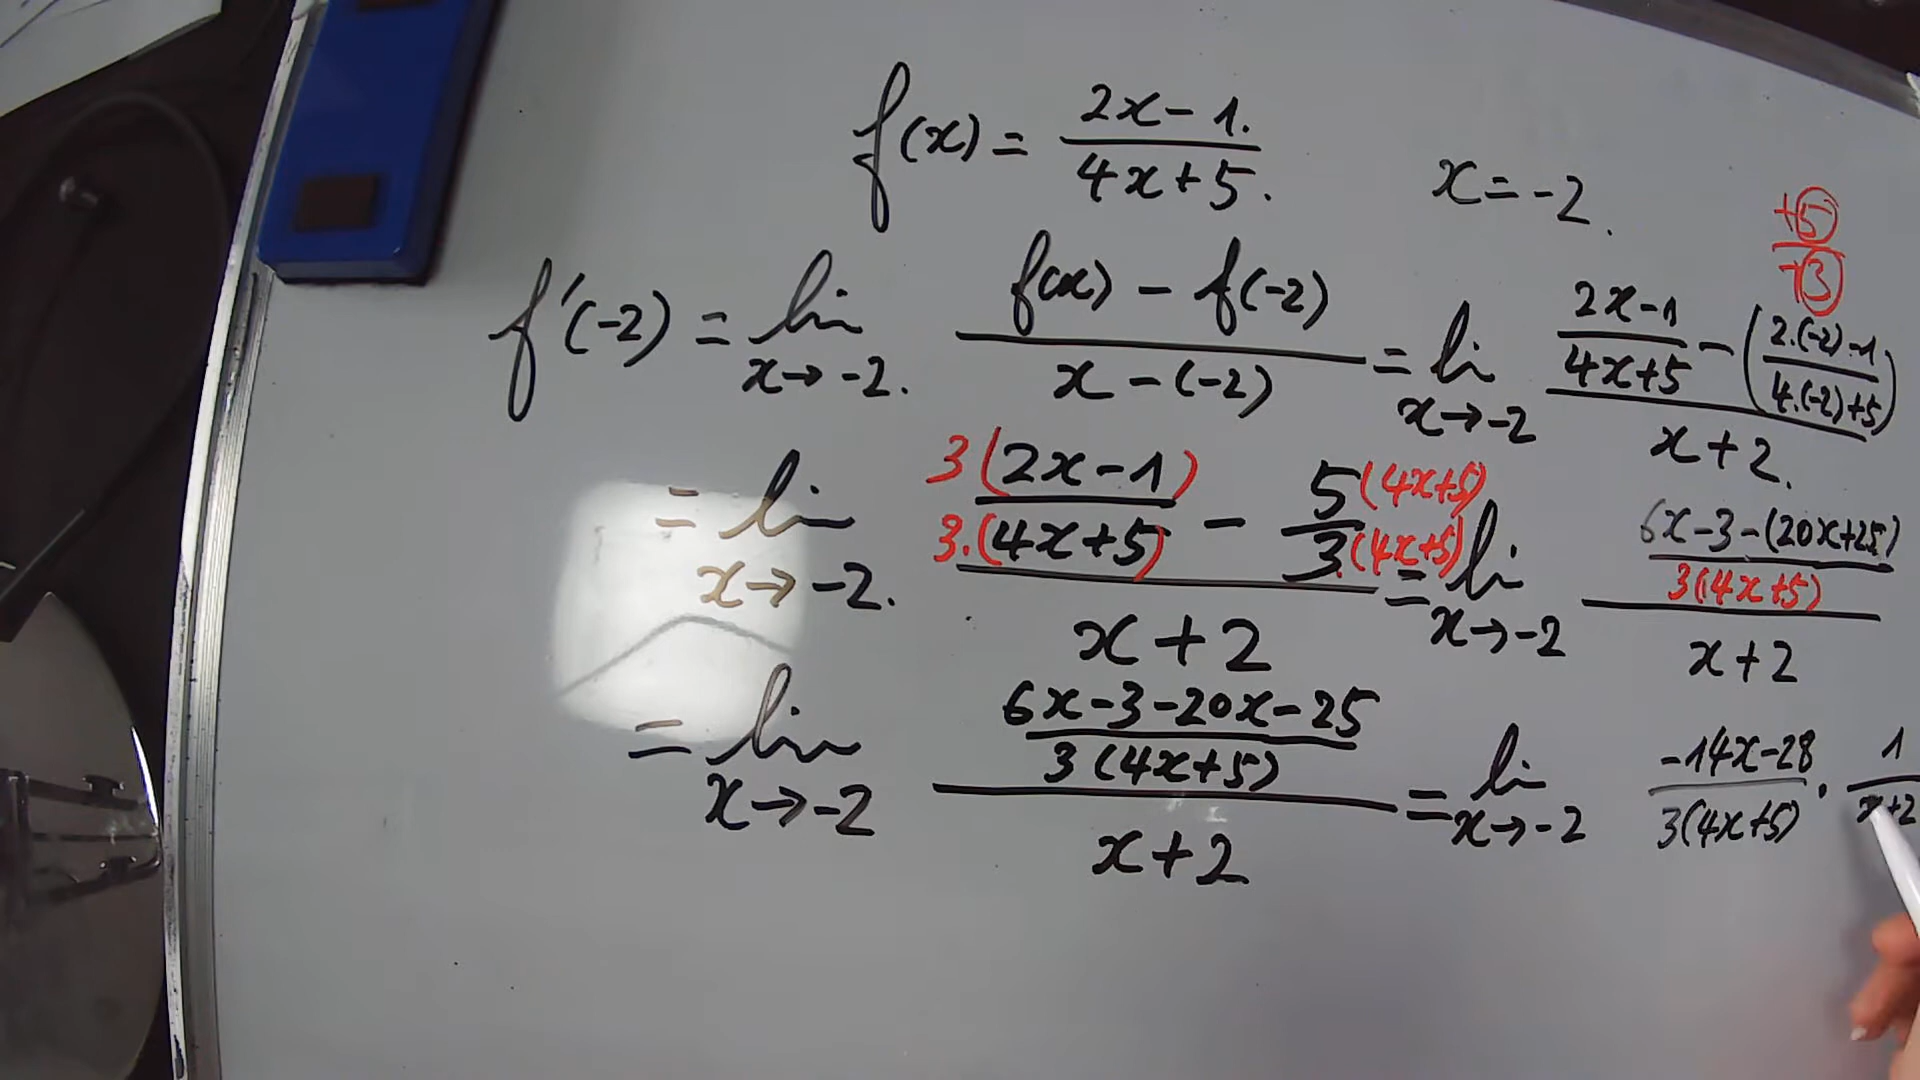 f(x) = (2x-1.)/(4x+5.) x = -2.
+5/-3
f'(-2) = lim x→-2. (f(x) - f(-2))/(x-(-2)) = lim x→-2 ((2x-1)/(4x+5) - ((2.(-2)-1)/(4.(-2)+5)))/(x+2.)
= lim x→-2. (3(2x-1)/3.(4x+5) - 5(4x+5)/3.(4x+5))/(x+2) = lim x→-2 ((6x-3-(20x+25))/3(4x+5))/(x+2)
= lim x→-2 ((6x-3-20x-25)/3(4x+5))/(x+2) = lim x→-2 (-14x-28)/3(4x+5) . 1/(x+2)